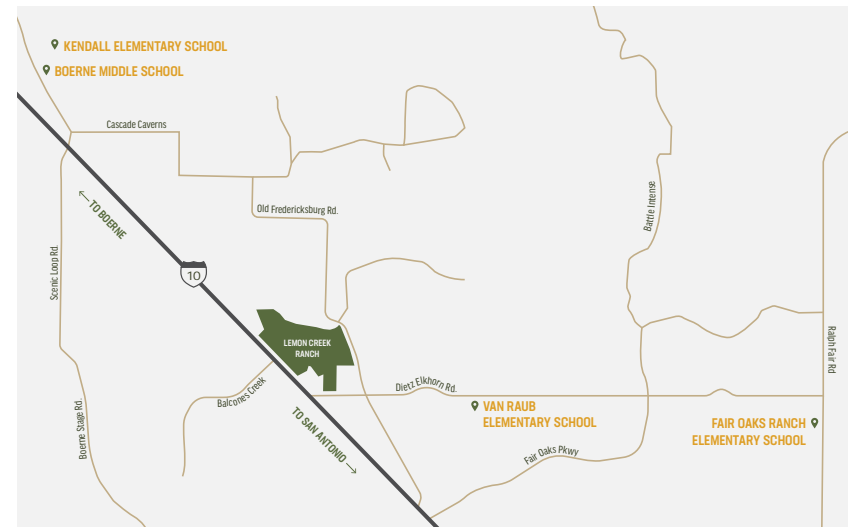 KENDALL ELEMENTARY SCHOOL
BOERNE MIDDLE SCHOOL
Cascade Caverns
← TO BOERNE
Old Fredericksburg Rd.
Battle Intense
Scenic Loop Rd.
10
LEMON CREEK
RANCH
Ralph Fair Rd
Dietz Elkhorn Rd.
Balcones Creek
VAN RAUB
ELEMENTARY SCHOOL
FAIR OAKS RANCH
ELEMENTARY SCHOOL
Boerne Stage Rd.
TO SAN ANTONIO →
Fair Oaks Pkwy